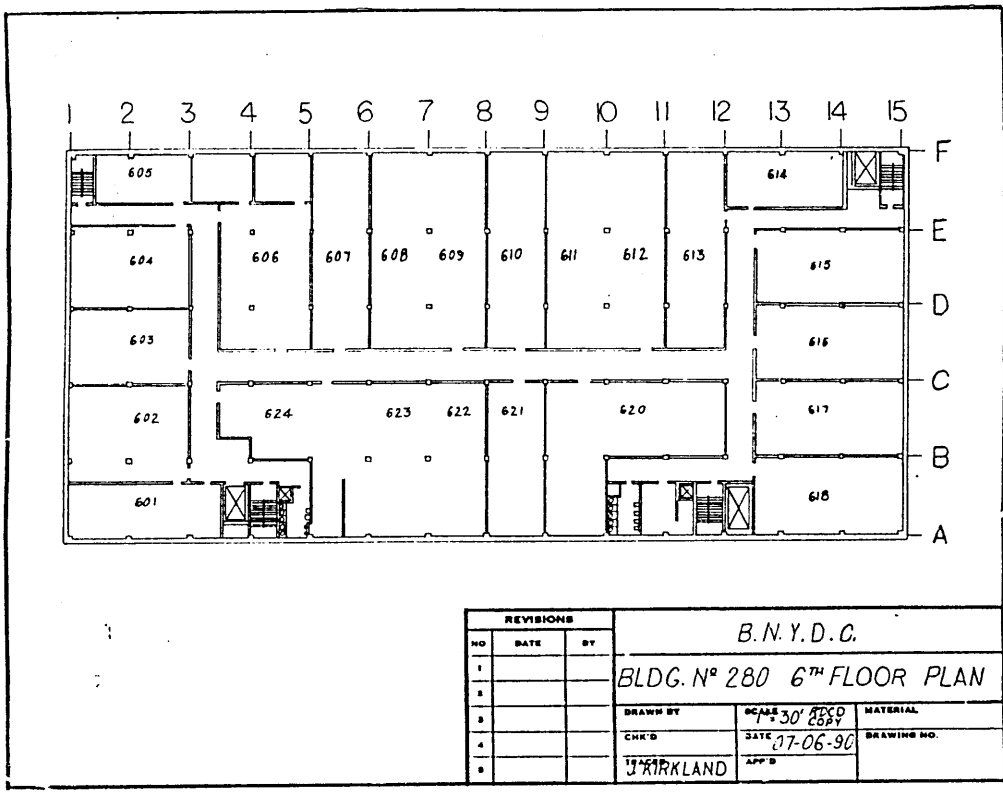 1 2 3 4 5 6 7 8 9 10 11 12 13 14 15
F
605
614
E
604 606 607 608 609 610 611 612 613 615
D
603 616
C
602 624 623 622 621 620 617
B
601 618
A
REVISIONS
NO DATE BY
1
2
3
4
5
B.N.Y.D.C.
BLDG. Nº 280 6TH FLOOR PLAN
DRAWN BY
SCALE 1"=30' RDCD COPY
MATERIAL
CHK'D
DATE 07-06-90
DRAWING NO.
TRACED J. KIRKLAND
APP'D